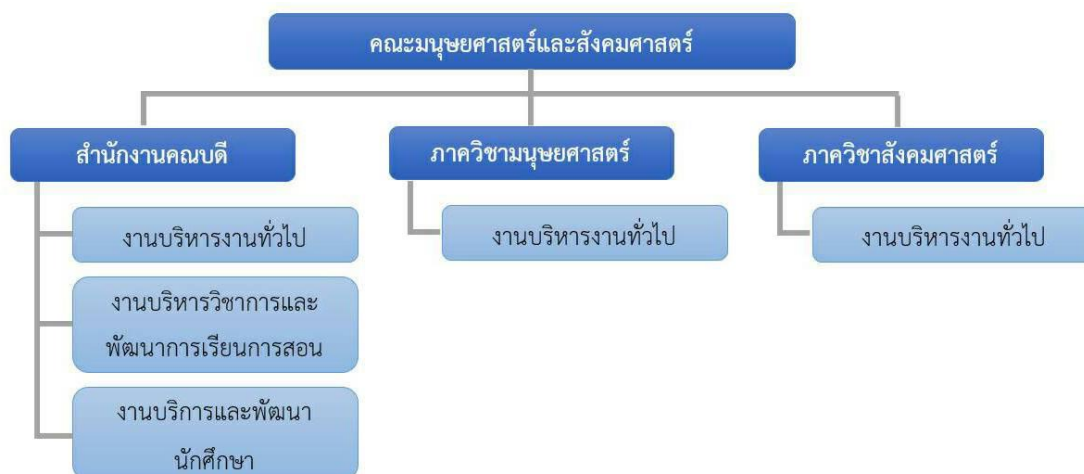 คณะมนุษยศาสตร์และสังคมศาสตร์
สำนักงานคณบดี
ภาควิชามนุษยศาสตร์
ภาควิชาสังคมศาสตร์
งานบริหารงานทั่วไป
งานบริหารงานทั่วไป
งานบริหารงานทั่วไป
งานบริหารวิชาการและ
พัฒนาการเรียนการสอน
งานบริการและพัฒนา
นักศึกษา